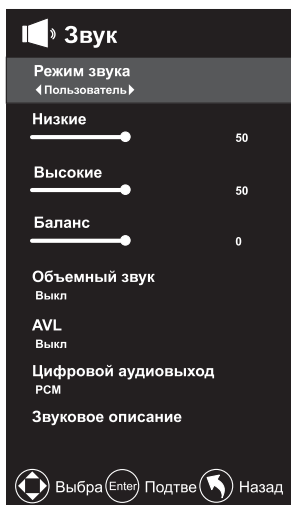 Звук
Режим звука
Пользователь
Низкие
50
Высокие
50
Баланс
0
Объемный звук
Выкл
AVL
Выкл
Цифровой аудиовыход
PCM
Звуковое описание
Выбра Enter Подтве Назад